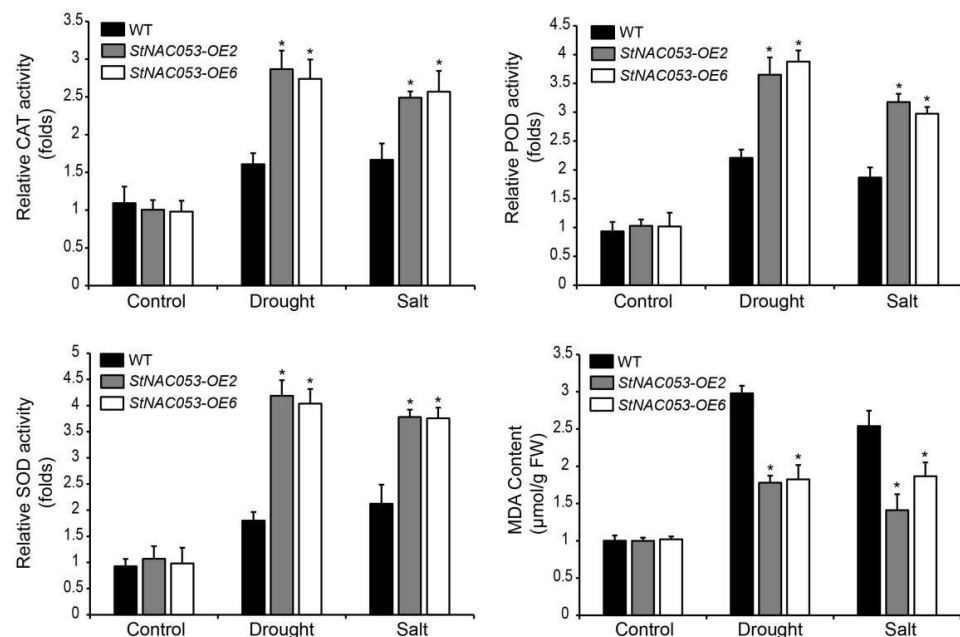 Relative CAT activity
(folds)
3.5
3
2.5
2
1.5
1
0.5
0
WT
StNAC053-OE2
StNAC053-OE6
* *
* *
Control Drought Salt
Relative POD activity
(folds)
4.5
4
3.5
3
2.5
2
1.5
1
0.5
0
WT
StNAC053-OE2
StNAC053-OE6
* *
* *
Control Drought Salt
Relative SOD activity
(folds)
5
4.5
4
3.5
3
2.5
2
1.5
1
0.5
0
WT
StNAC053-OE2
StNAC053-OE6
* *
* *
Control Drought Salt
MDA Content
(μmol/g FW)
3.5
3
2.5
2
1.5
1
0.5
0
WT
StNAC053-OE2
StNAC053-OE6
* *
* *
Control Drought Salt